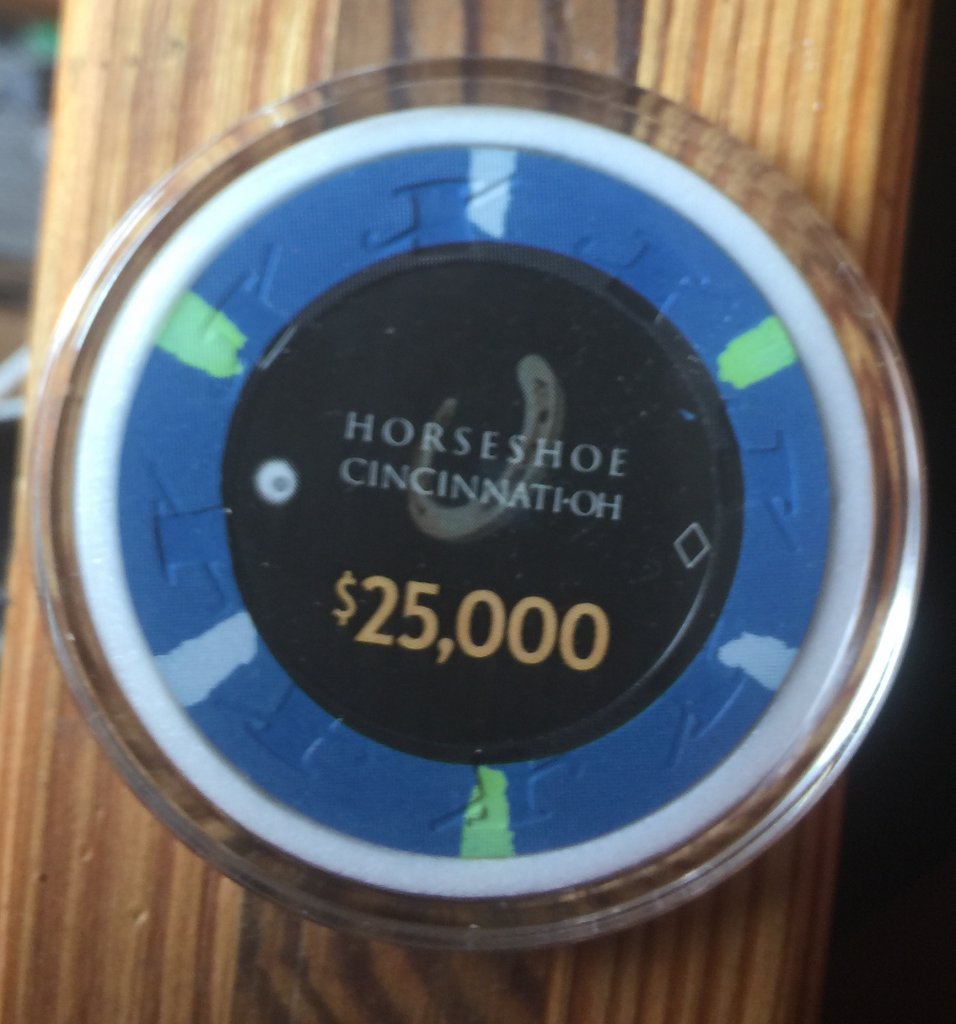 HORSESHOE
CINCINNATI-OH
$25,000